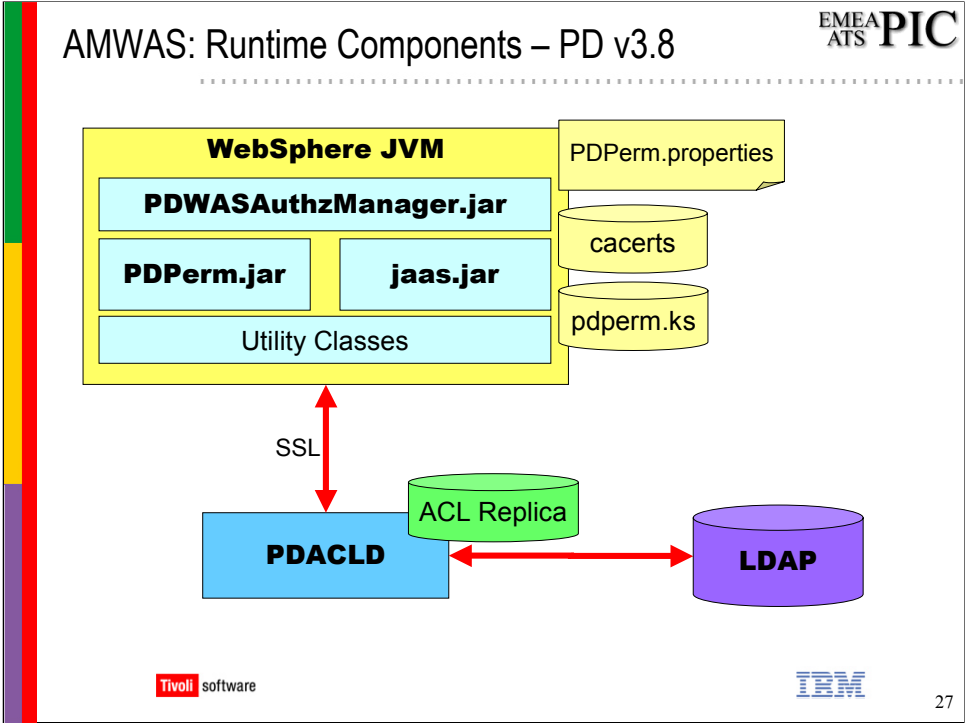 AMWAS: Runtime Components – PD v3.8
EMEA ATS PIC
WebSphere JVM
PDPerm.properties
PDWASAuthzManager.jar
cacerts
PDPerm.jar
jaas.jar
pdperm.ks
Utility Classes
SSL
ACL Replica
PDACLD
LDAP
Tivoli software
IBM
27